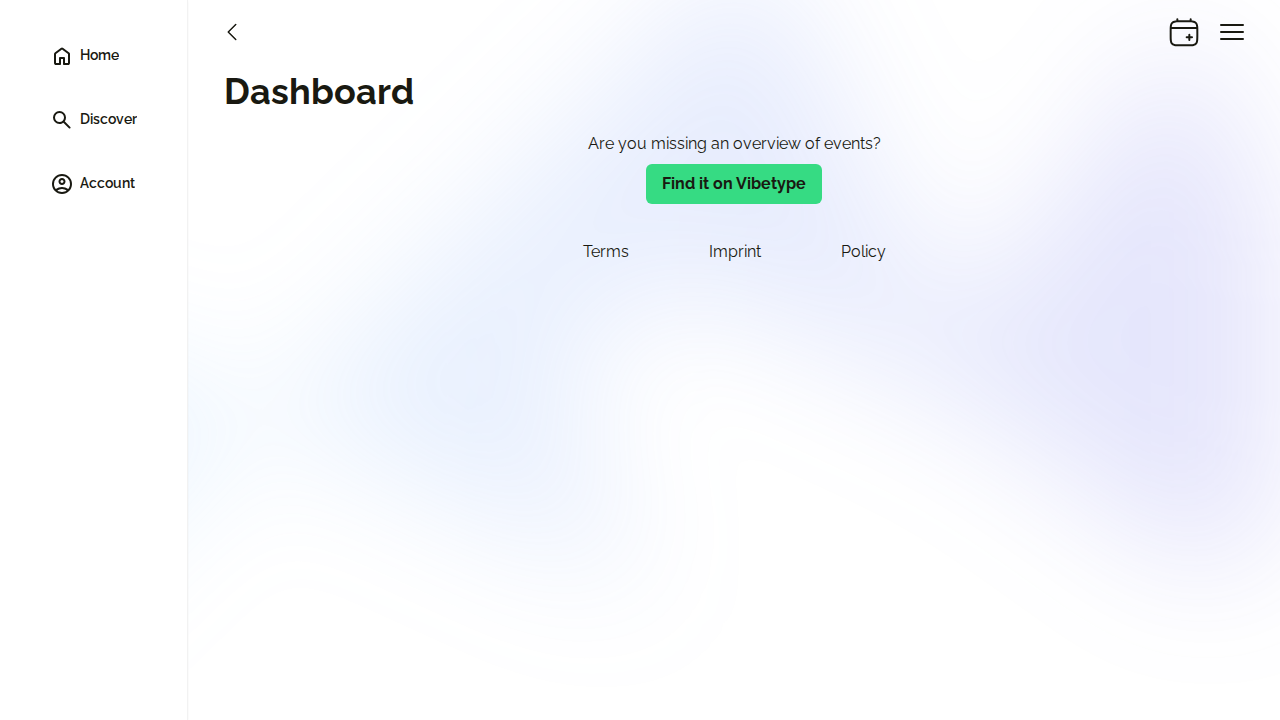 Home
Discover
Account
Dashboard
Are you missing an overview of events?
Find it on Vibetype
Terms Imprint Policy